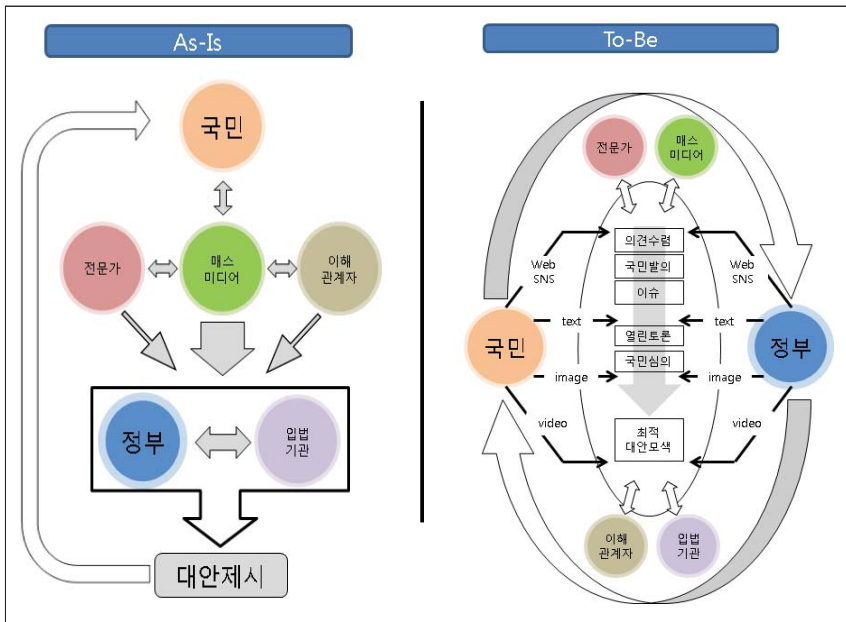 As-Is
국민
전문가
매스
미디어
이해
관계자
정부
입법
기관
대안제시
To-Be
전문가
매스
미디어
의견수렴
국민발의
이슈
Web
SNS
Web
SNS
text
text
열린토론
국민심의
국민
정부
image
image
video
video
최적
대안모색
이해
관계자
입법
기관